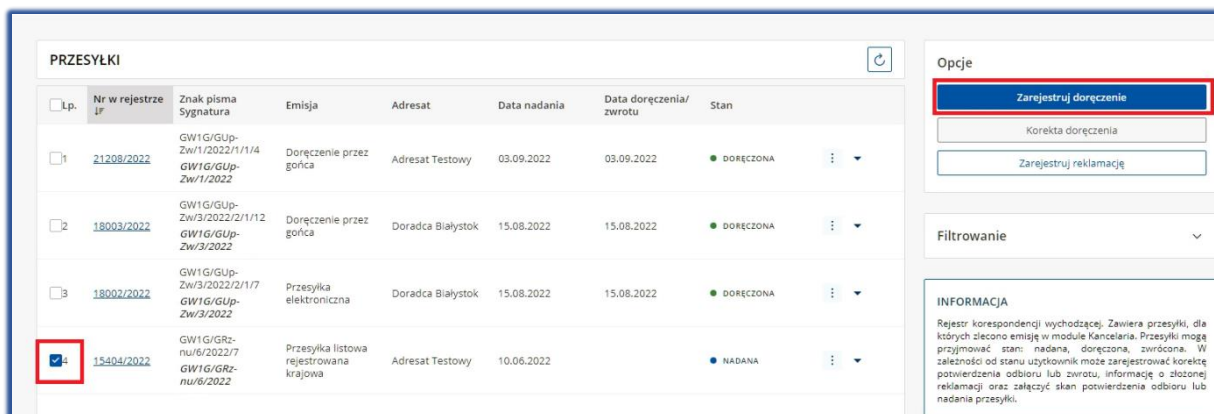 PRZESYŁKI
Lp. Nr w rejestrze Znak pisma Sygnatura Emisja Adresat Data nadania Data doręczenia/ zwrotu Stan
1 21208/2022 GW1G/GUp-Zw/1/2022/1/1/4 GW1G/GUp-Zw/1/2022 Doręczenie przez gońca Adresat Testowy 03.09.2022 03.09.2022 DORĘCZONA
2 18003/2022 GW1G/GUp-Zw/3/2022/2/1/12 GW1G/GUp-Zw/3/2022 Doręczenie przez gońca Doradca Białystok 15.08.2022 15.08.2022 DORĘCZONA
3 18002/2022 GW1G/GUp-Zw/3/2022/2/1/7 GW1G/GUp-Zw/3/2022 Przesyłka elektroniczna Doradca Białystok 15.08.2022 15.08.2022 DORĘCZONA
4 15404/2022 GW1G/GRz-nu/6/2022/7 GW1G/GRz-nu/6/2022 Przesyłka listowa rejestrowana krajowa Adresat Testowy 10.06.2022 NADANA
Opcje
Zarejestruj doręczenie
Korekta doręczenia
Zarejestruj reklamację
Filtrowanie
INFORMACJA
Rejestr korespondencji wychodzącej. Zawiera przesyłki, dla
których zlecono emisję w module Kancelaria. Przesyłki mogą
przyjmować stan: nadana, doręczona, zwrócona. W
zależności od stanu użytkownik może zarejestrować korektę
potwierdzenia odbioru lub zwrotu, informację o złożonej
reklamacji oraz załączyć skan potwierdzenia odbioru lub
nadania przesyłki.